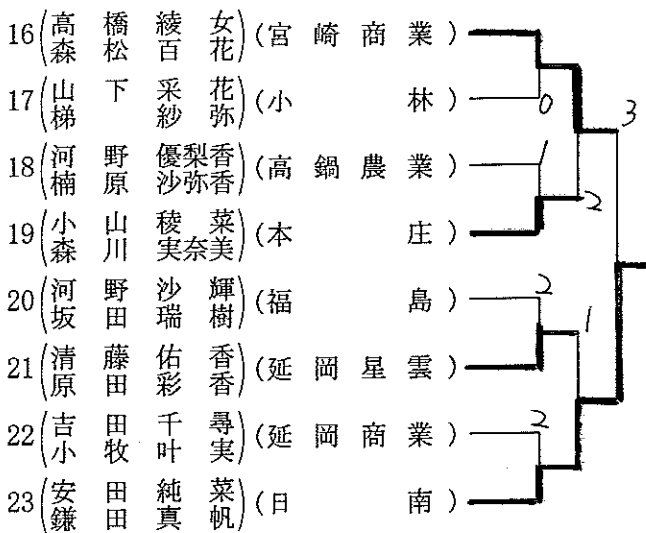 16(高橋綾女 森松百花)(宮崎商業)
17(山下采花 梯紗弥)(小林) 0
3
18(河野優梨香 楠原沙弥香)(高鍋農業) 1
19(小山稜菜 森川実奈美)(本庄) 2
20(河野沙輝 坂田瑞樹)(福島) 2
1
21(清藤佑香 原田彩香)(延岡星雲)
22(吉田千尋 小牧叶実)(延岡商業) 2
23(安田純菜 鎌田真帆)(日南)